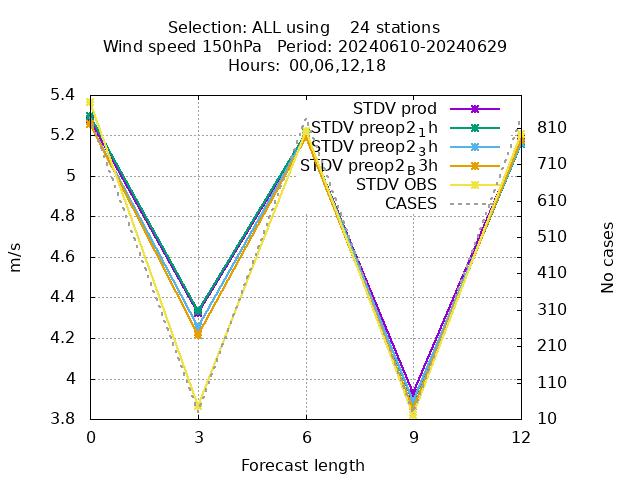 Selection: ALL using    24 stations
Wind speed 150hPa   Period: 20240610-20240629
Hours:  00,06,12,18
STDV prod
STDV preop2_1h
STDV preop2_3h
STDV preop2_B3h
STDV OBS
CASES
5.4
5.2
5
4.8
4.6
4.4
4.2
4
3.8
m/s
810
710
610
510
410
310
210
110
10
No cases
0
3
6
9
12
Forecast length